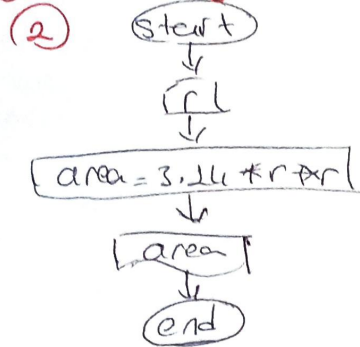 2
start
r
area = 3.14 * r * r
area
end